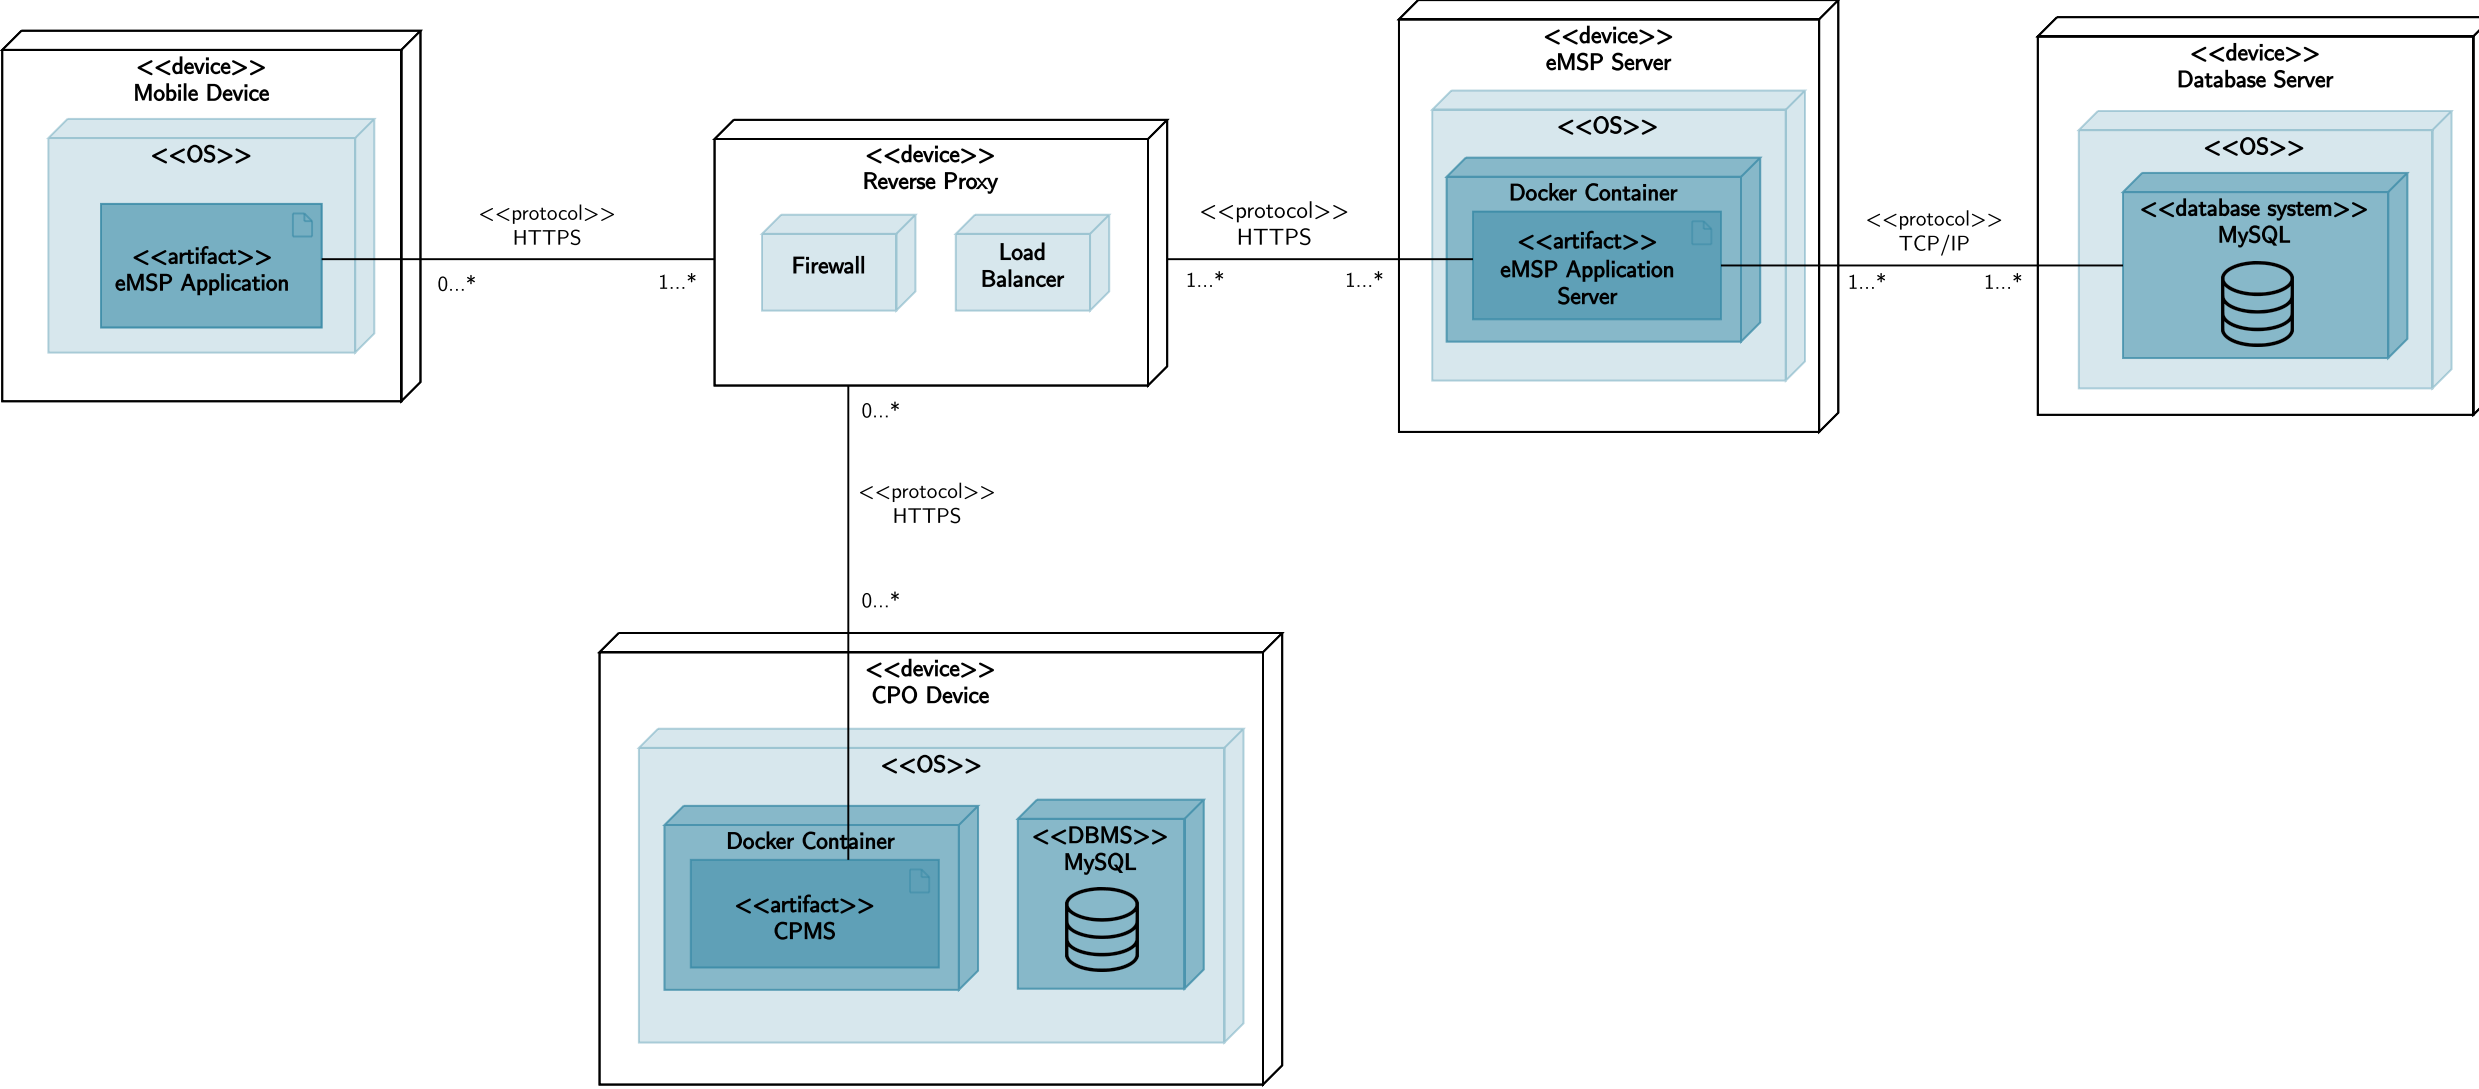 <<device>>
Mobile Device
<<OS>>
<<artifact>>
eMSP Application
<<protocol>>
HTTPS
0...*
1...*
<<device>>
Reverse Proxy
Firewall
Load
Balancer
<<protocol>>
HTTPS
1...*
1...*
<<device>>
eMSP Server
<<OS>>
Docker Container
<<artifact>>
eMSP Application
Server
<<protocol>>
TCP/IP
1...*
1...*
<<device>>
Database Server
<<OS>>
<<database system>>
MySQL
0...*
<<protocol>>
HTTPS
0...*
<<device>>
CPO Device
<<OS>>
Docker Container
<<artifact>>
CPMS
<<DBMS>>
MySQL